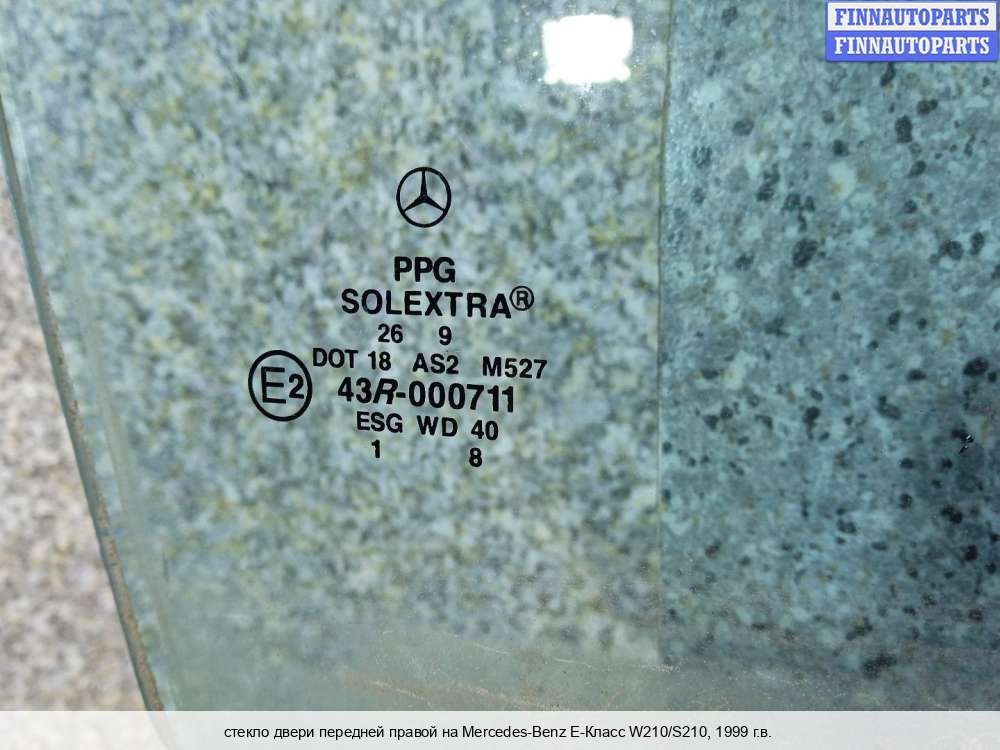 FINNAUTOPARTS
FINNAUTOPARTS
PPG
SOLEXTRA®
26 9
DOT 18 AS2 M527
E2 43R-000711
ESG WD 40
1 8
стекло двери передней правой на Mercedes-Benz E-Класс W210/S210, 1999 г.в.